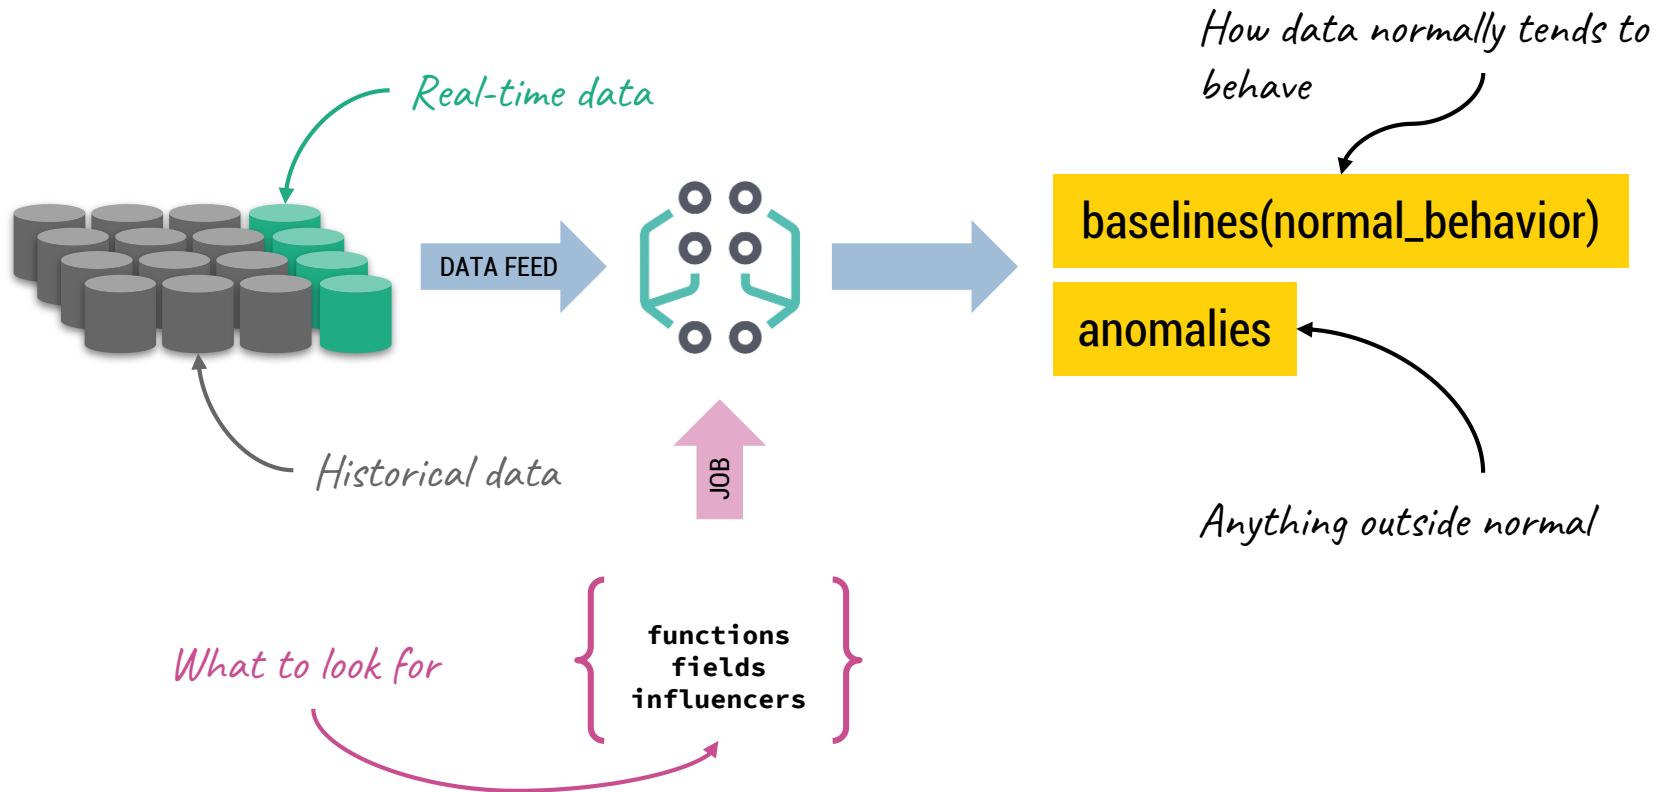 How data normally tends to
behave
Real-time data
DATA FEED
baselines(normal_behavior)
anomalies
Historical data
JOB
Anything outside normal
What to look for
functions
fields
influencers